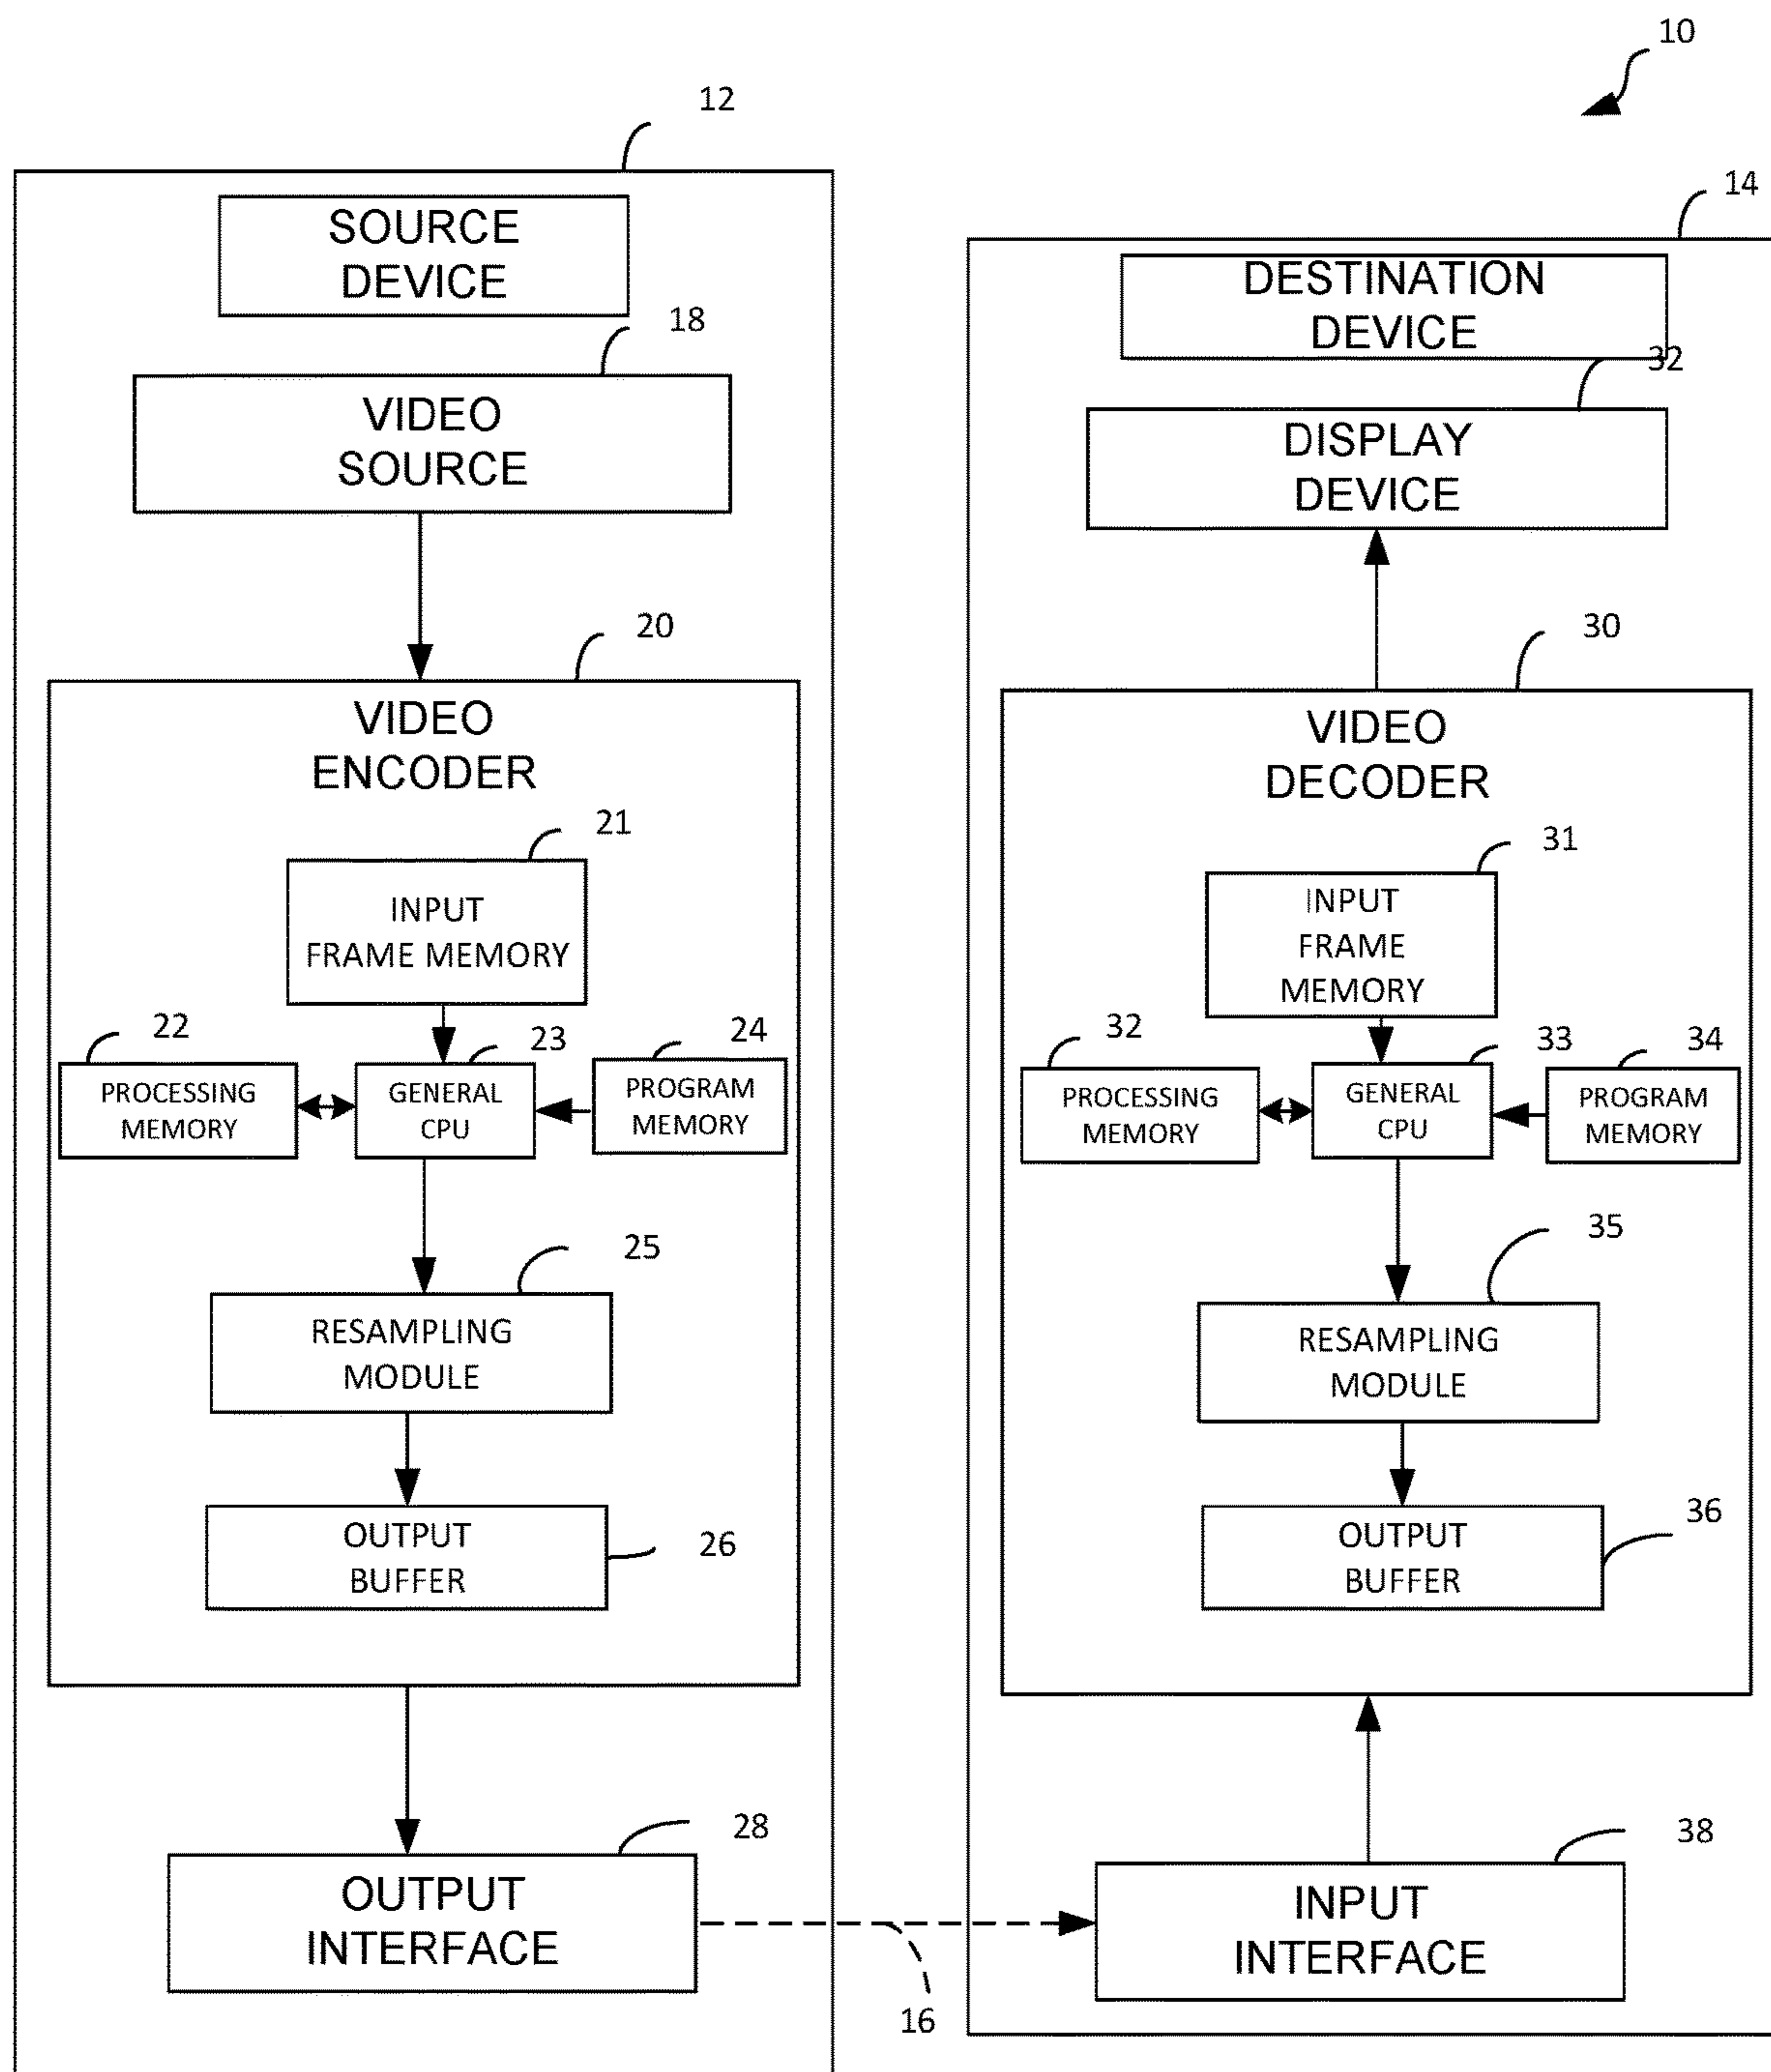 10
12
SOURCE
DEVICE
18
VIDEO
SOURCE
20
VIDEO
ENCODER
21
INPUT
FRAME MEMORY
22
23
24
PROCESSING
MEMORY
GENERAL
CPU
PROGRAM
MEMORY
25
RESAMPLING
MODULE
OUTPUT
BUFFER
26
28
OUTPUT
INTERFACE
16
14
DESTINATION
DEVICE
32
DISPLAY
DEVICE
30
VIDEO
DECODER
31
INPUT
FRAME
MEMORY
32
33
34
PROCESSING
MEMORY
GENERAL
CPU
PROGRAM
MEMORY
35
RESAMPLING
MODULE
36
OUTPUT
BUFFER
38
INPUT
INTERFACE